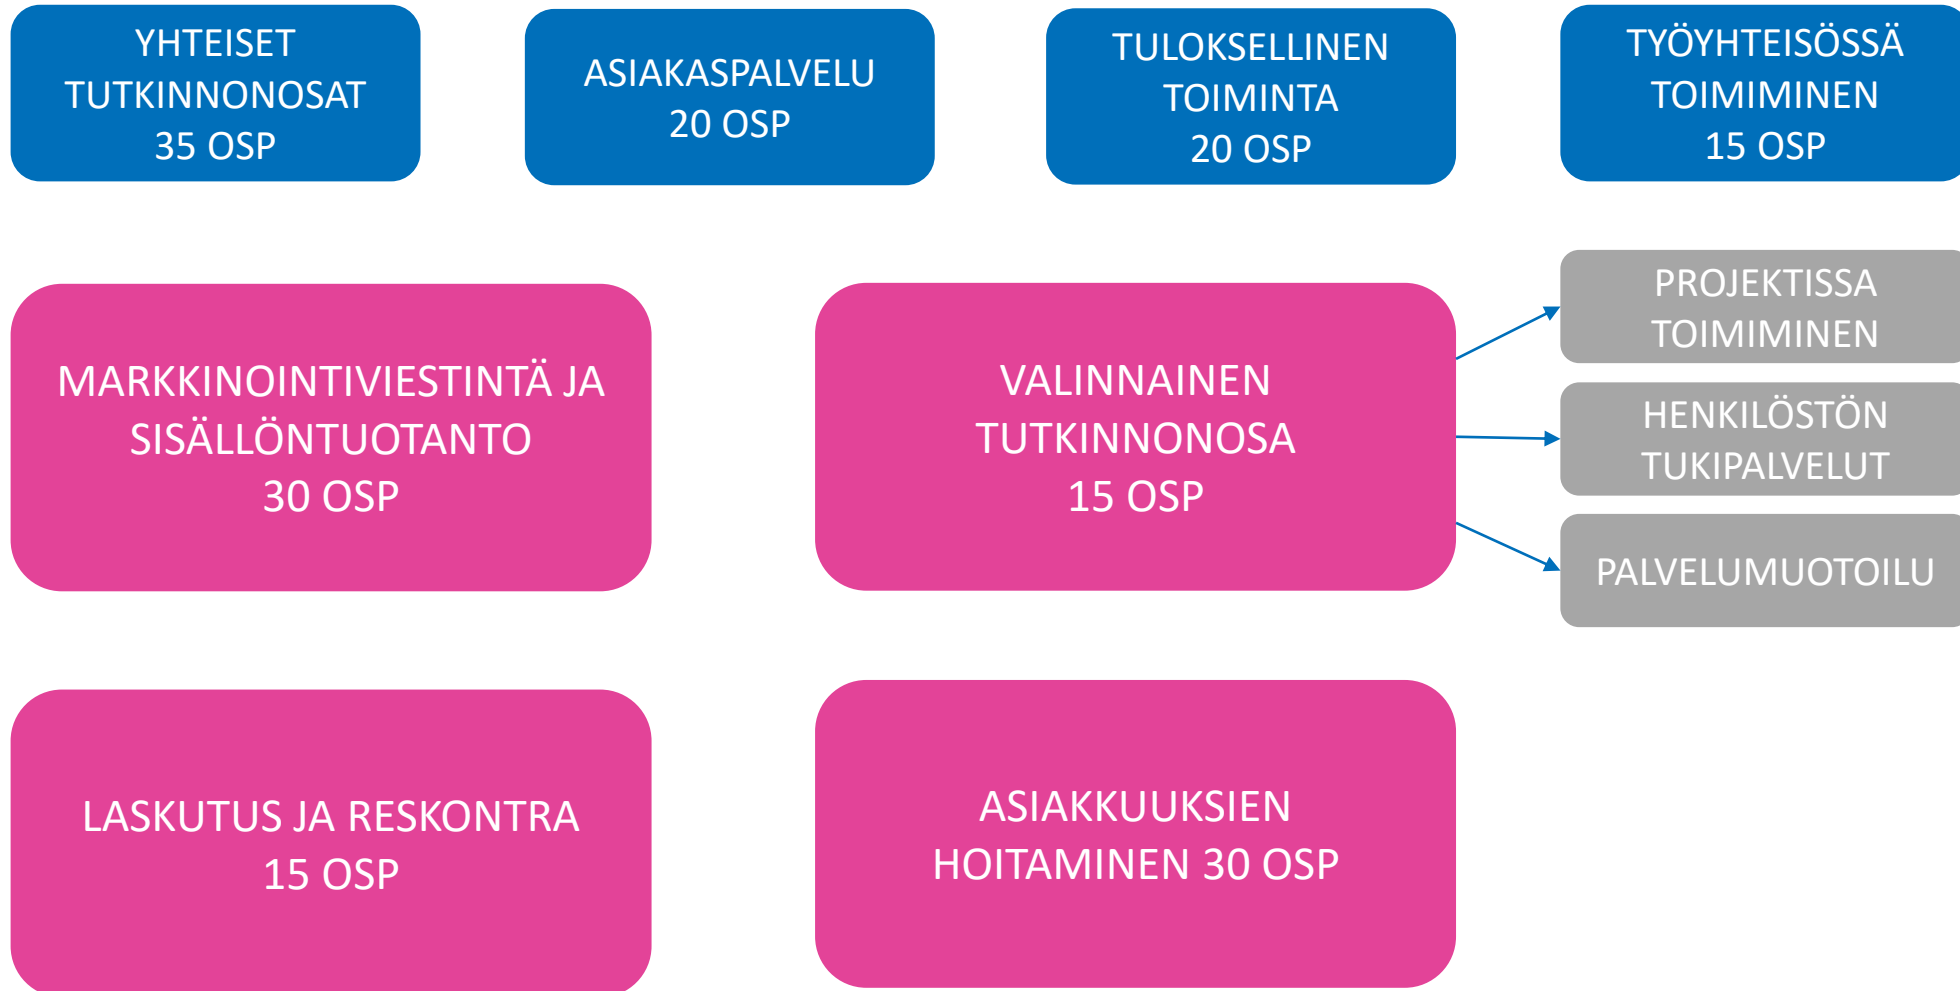 YHTEISET
TUTKINNONOSAT
35 OSP
ASIAKASPALVELU
20 OSP
TULOKSELLINEN
TOIMINTA
20 OSP
TYÖYHTEISÖSSÄ
TOIMIMINEN
15 OSP
MARKKINOINTIVIESTINTÄ JA
SISÄLLÖNTUOTANTO
30 OSP
VALINNAINEN
TUTKINNONOSA
15 OSP
PROJEKTISSA
TOIMIMINEN
HENKILÖSTÖN
TUKIPALVELUT
PALVELUMUOTOILU
LASKUTUS JA RESKONTRA
15 OSP
ASIAKKUUKSIEN
HOITAMINEN 30 OSP